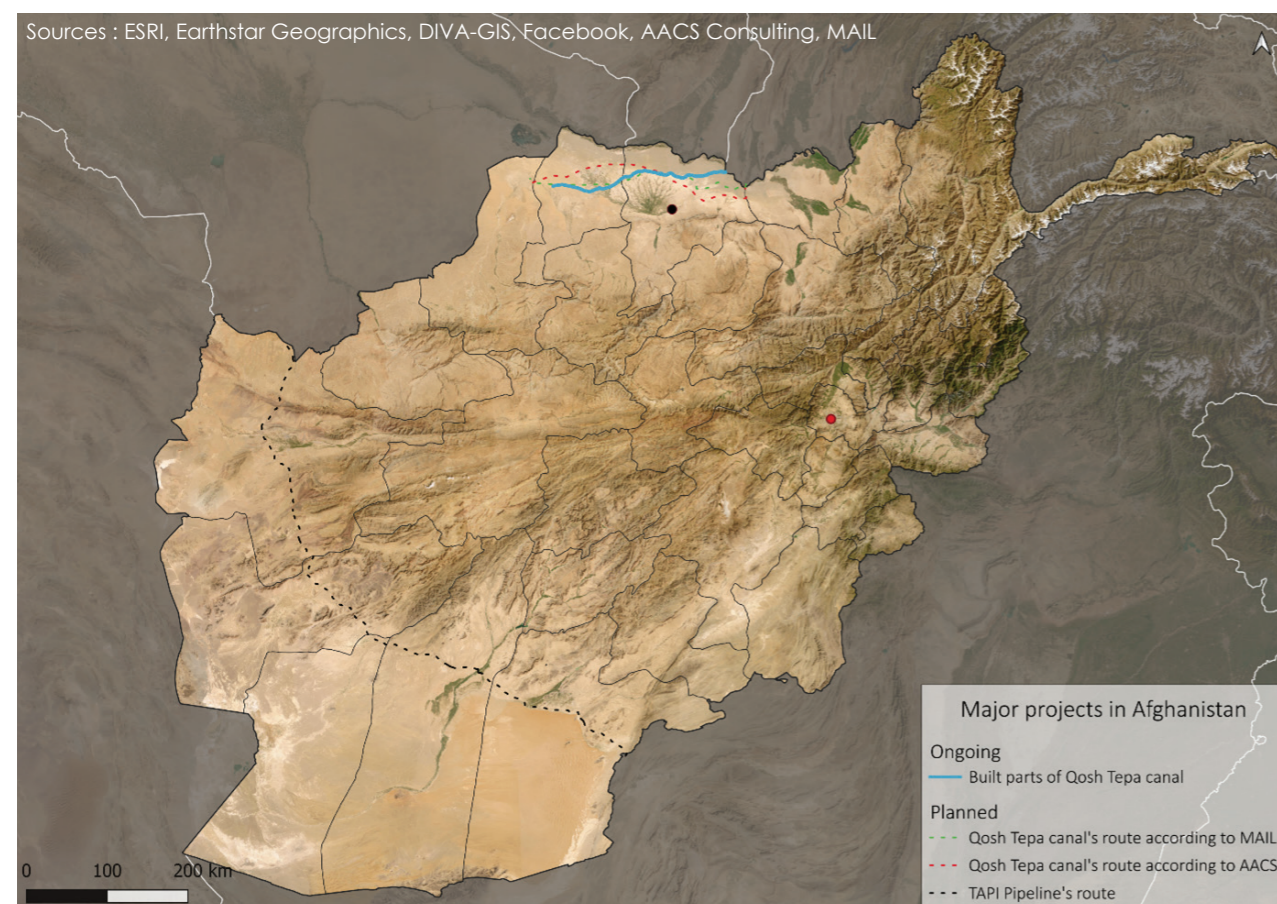 Sources : ESRI, Earthstar Geographics, DIVA-GIS, Facebook, AACS Consulting, MAIL
Major projects in Afghanistan
Ongoing
Built parts of Qosh Tepa canal
Planned
Qosh Tepa canal's route according to MAIL
Qosh Tepa canal's route according to AACS
TAPI Pipeline's route
0 100 200 km